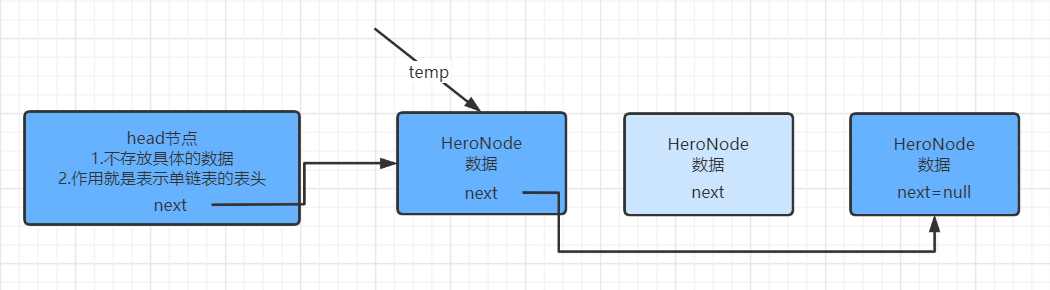 temp
head节点
1.不存放具体的数据
2.作用就是表示单链表的表头
next
HeroNode
数据
next
HeroNode
数据
next
HeroNode
数据
next=null